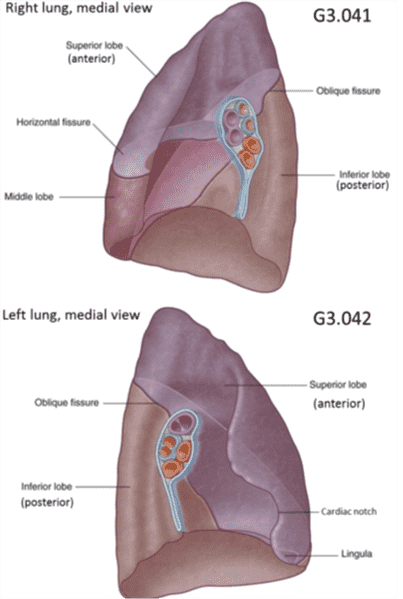 Right lung, medial view
G3.041
Superior lobe
(anterior)
Oblique fissure
Horizontal fissure
Inferior lobe
(posterior)
Middle lobe
Left lung, medial view
G3.042
Superior lobe
(anterior)
Oblique fissure
Inferior lobe
(posterior)
Cardiac notch
Lingula